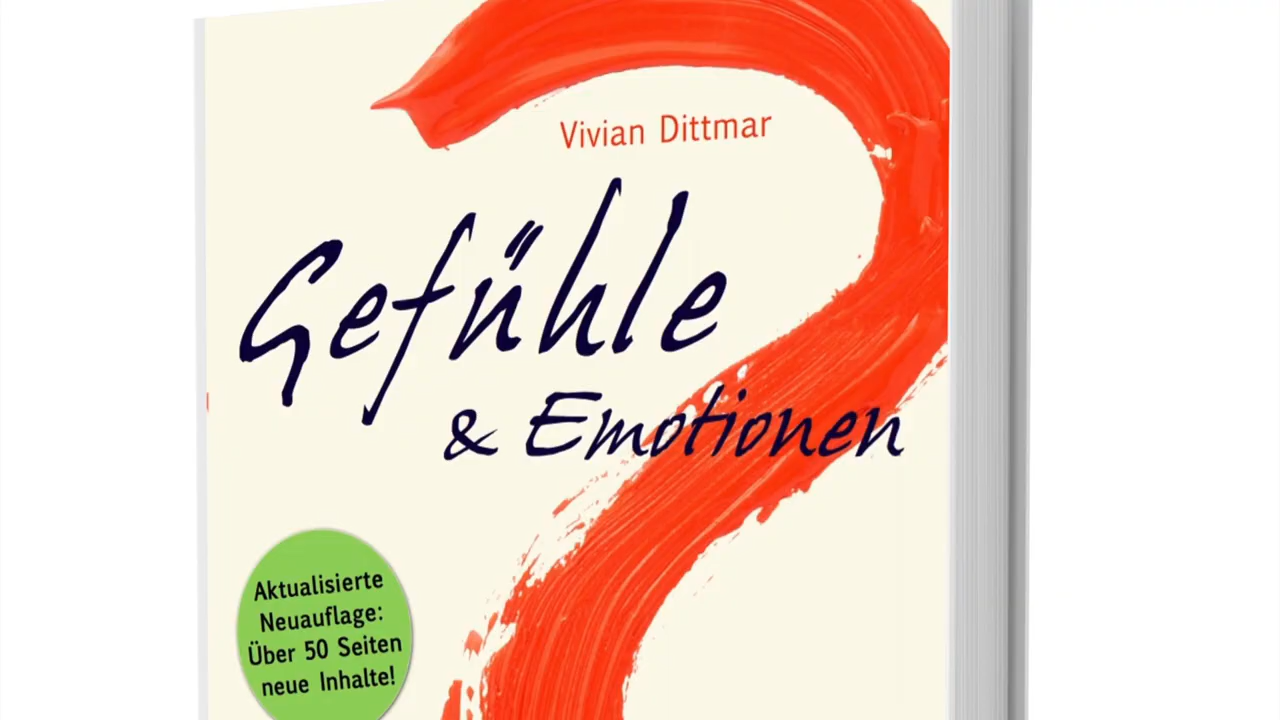 Vivian Dittmar
Gefühle
& Emotionen
Aktualisierte
Neuauflage:
Über 50 Seiten
neue Inhalte!